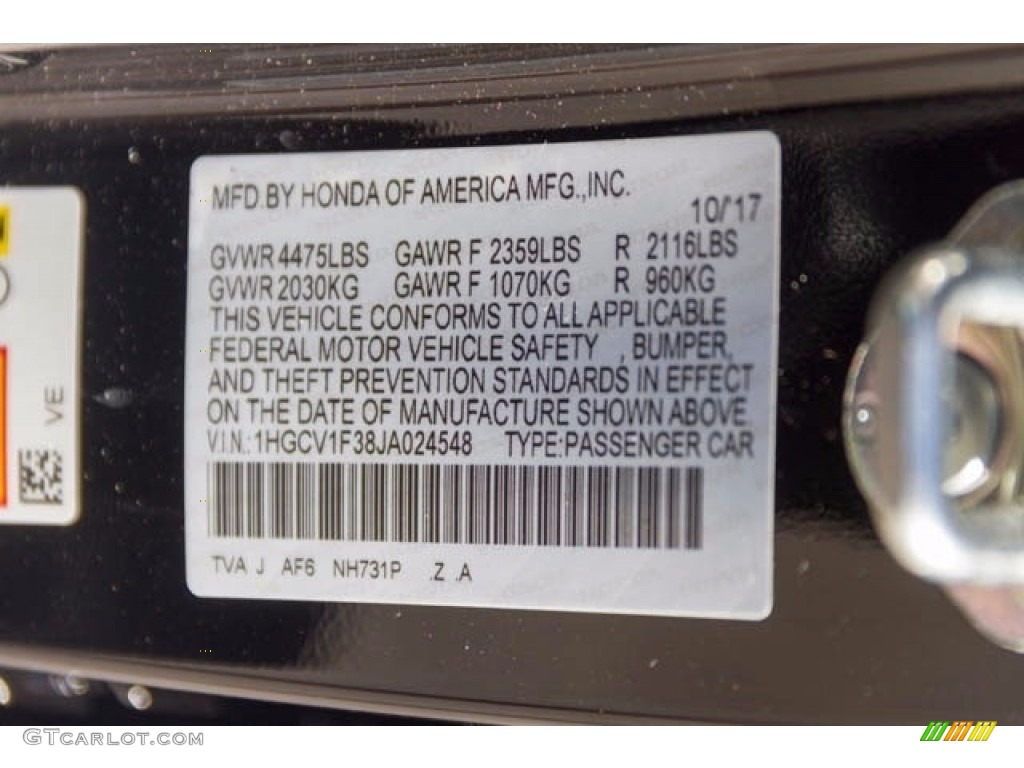 MFD.BY HONDA OF AMERICA MFG.,INC.
10/'17
GVWR 4475LBS GAWR F 2359LBS R 2116LBS
GVWR 2030KG GAWR F 1070KG R 960KG
THIS VEHICLE CONFORMS TO ALL APPLICABLE
FEDERAL MOTOR VEHICLE SAFETY , BUMPER,
AND THEFT PREVENTION STANDARDS IN EFFECT
ON THE DATE OF MANUFACTURE SHOWN ABOVE.
V.I.N.: 1HGCV1F38JA024548 TYPE:PASSENGER CAR
TVA J AF6 NH731P .Z .A
VE
GTCarlot.com